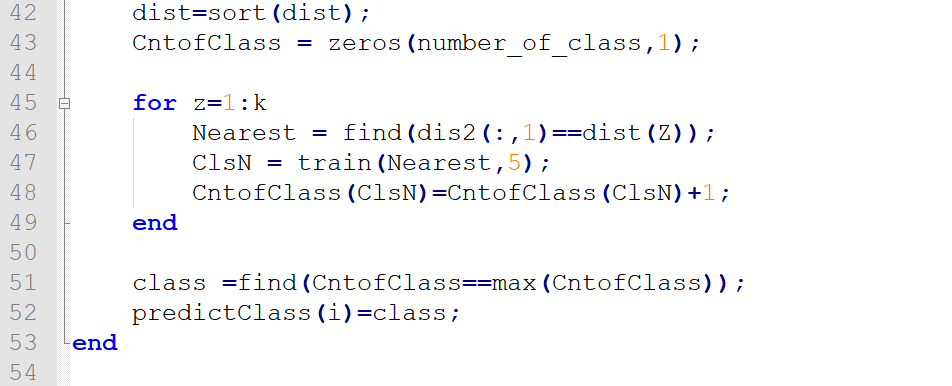 42 dist=sort(dist);
43 CntofClass = zeros(number_of_class,1);
44
45 for z=1:k
46 Nearest = find(dis2(:,1)==dist(Z));
47 ClsN = train(Nearest,5);
48 CntofClass(ClsN)=CntofClass(ClsN)+1;
49 end
50
51 class =find(CntofClass==max(CntofClass));
52 predictClass(i)=class;
53 end
54